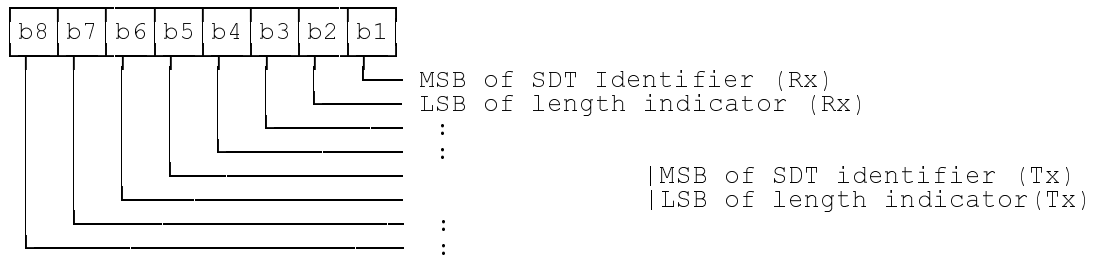 b8 b7 b6 b5 b4 b3 b2 b1
MSB of SDT Identifier (Rx)
LSB of length indicator (Rx)
:
:
|MSB of SDT identifier (Tx)
|LSB of length indicator(Tx)
:
: